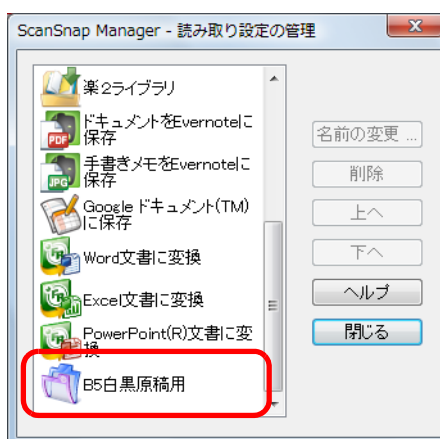 ScanSnap Manager - 読み取り設定の管理
楽2ライブラリ
ドキュメントをEvernoteに
保存
手書きメモをEvernoteに
保存
Google ドキュメント(TM)
に保存
Word文書に変換
Excel文書に変換
PowerPoint(R)文書に変
換
B5白黒原稿用
名前の変更 ...
削除
上へ
下へ
ヘルプ
閉じる
PDF
JPG